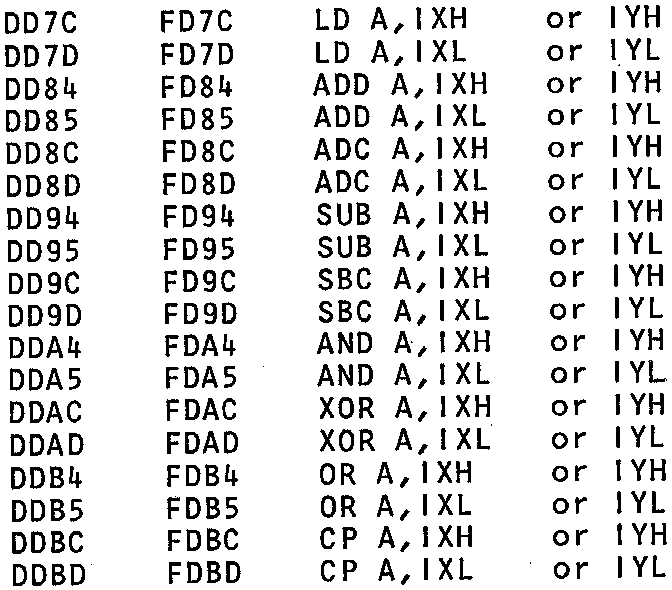 DD7C FD7C LD A,IXH or IYH
DD7D FD7D LD A,IXL or IYL
DD84 FD84 ADD A,IXH or IYH
DD85 FD85 ADD A,IXL or IYL
DD8C FD8C ADC A,IXH or IYH
DD8D FD8D ADC A,IXL or IYL
DD94 FD94 SUB A,IXH or IYH
DD95 FD95 SUB A,IXL or IYL
DD9C FD9C SBC A,IXH or IYH
DD9D FD9D SBC A,IXL or IYL
DDA4 FDA4 AND A,IXH or IYH
DDA5 FDA5 AND A,IXL or IYL
DDAC FDAC XOR A,IXH or IYH
DDAD FDAD XOR A,IXL or IYL
DDB4 FDB4 OR A,IXH or IYH
DDB5 FDB5 OR A,IXL or IYL
DDBC FDBC CP A,IXH or IYH
DDBD FDBD CP A,IXL or IYL